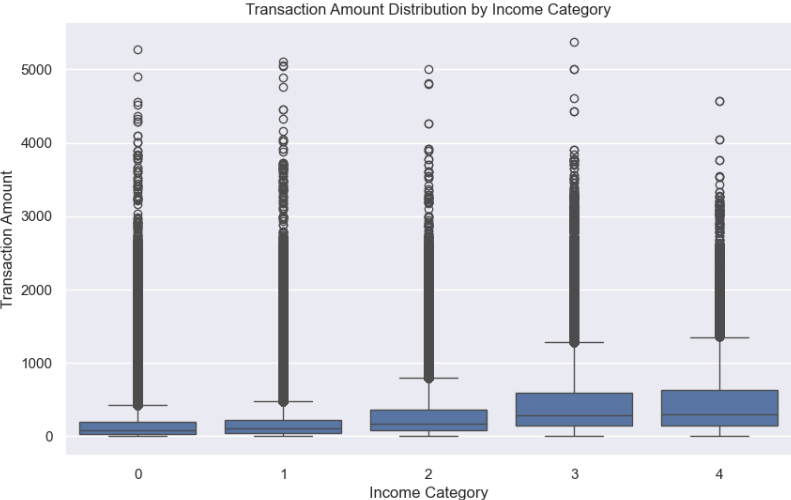 Transaction Amount Distribution by Income Category
Transaction Amount
5000
4000
3000
2000
1000
0
0 1 2 3 4
Income Category